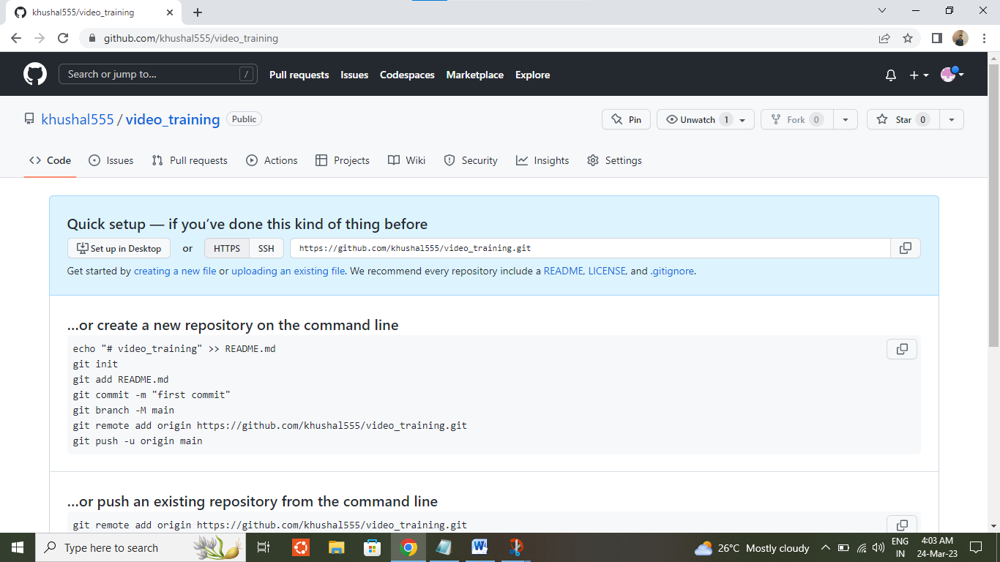 khushal555/video_training
github.com/khushal555/video_training
Search or jump to... /
Pull requests Issues Codespaces Marketplace Explore
khushal555 / video_training Public
Pin Unwatch 1 Fork 0 Star 0
Code Issues Pull requests Actions Projects Wiki Security Insights Settings
Quick setup — if you’ve done this kind of thing before
Set up in Desktop or HTTPS SSH https://github.com/khushal555/video_training.git
Get started by creating a new file or uploading an existing file. We recommend every repository include a README, LICENSE, and .gitignore.
…or create a new repository on the command line
echo "# video_training" >> README.md
git init
git add README.md
git commit -m "first commit"
git branch -M main
git remote add origin https://github.com/khushal555/video_training.git
git push -u origin main
…or push an existing repository from the command line
git remote add origin https://github.com/khushal555/video_training.git
Type here to search
26°C Mostly cloudy
ENG
IN
4:03 AM
24-Mar-23